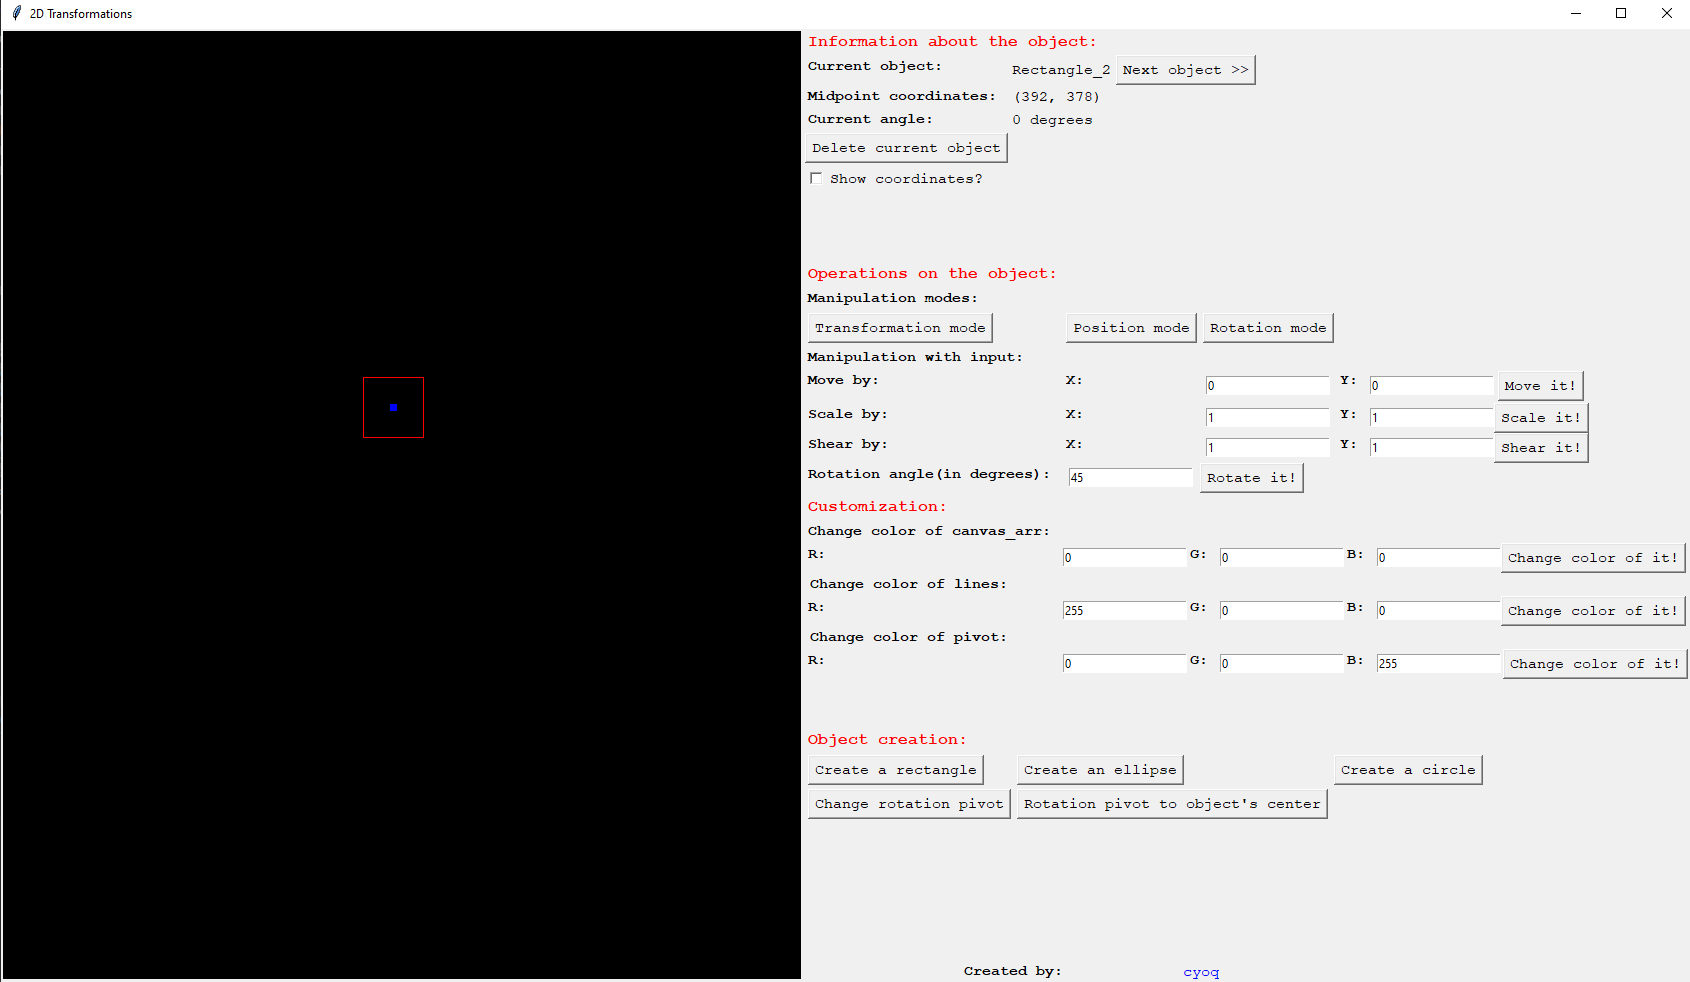 2D Transformations
Information about the object:
Current object: Rectangle_2 Next object >>
Midpoint coordinates: (392, 378)
Current angle: 0 degrees
Delete current object
Show coordinates?
Operations on the object:
Manipulation modes:
Transformation mode Position mode Rotation mode
Manipulation with input:
Move by: X: 0 Y: 0 Move it!
Scale by: X: 1 Y: 1 Scale it!
Shear by: X: 1 Y: 1 Shear it!
Rotation angle(in degrees): 45 Rotate it!
Customization:
Change color of canvas_arr:
R: 0 G: 0 B: 0 Change color of it!
Change color of lines:
R: 255 G: 0 B: 0 Change color of it!
Change color of pivot:
R: 0 G: 0 B: 255 Change color of it!
Object creation:
Create a rectangle Create an ellipse Create a circle
Change rotation pivot Rotation pivot to object's center
Created by: cyoq